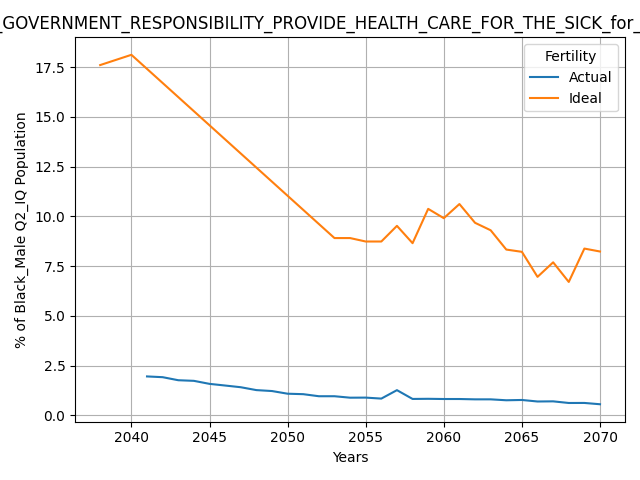 _GOVERNMENT_RESPONSIBILITY_PROVIDE_HEALTH_CARE_FOR_THE_SICK_for_
Fertility
Actual
Ideal
% of Black_Male Q2_IQ Population
17.5
15.0
12.5
10.0
7.5
5.0
2.5
0.0
2040 2045 2050 2055 2060 2065 2070
Years